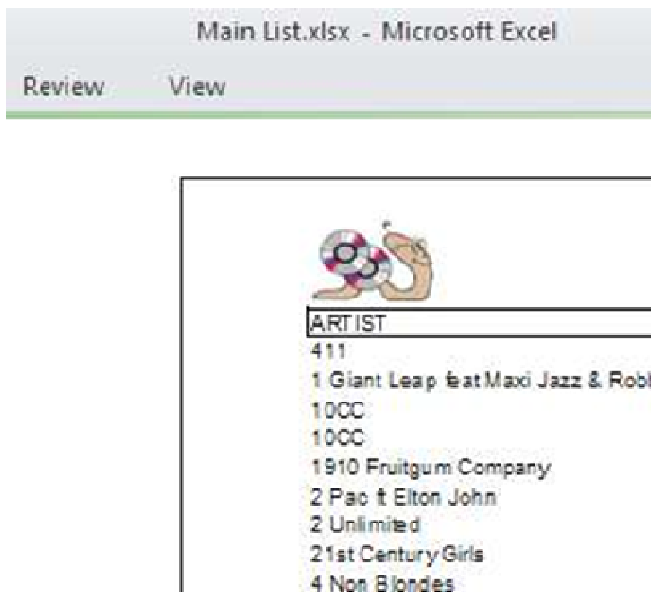 Main List.xlsx - Microsoft Excel
Review View
ARTIST
411
1 Giant Leap feat Maxi Jazz & Robb
10CC
10CC
1910 Fruitgum Company
2 Pac ft Elton John
2 Unlimited
21st Century Girls
4 Non Blondes